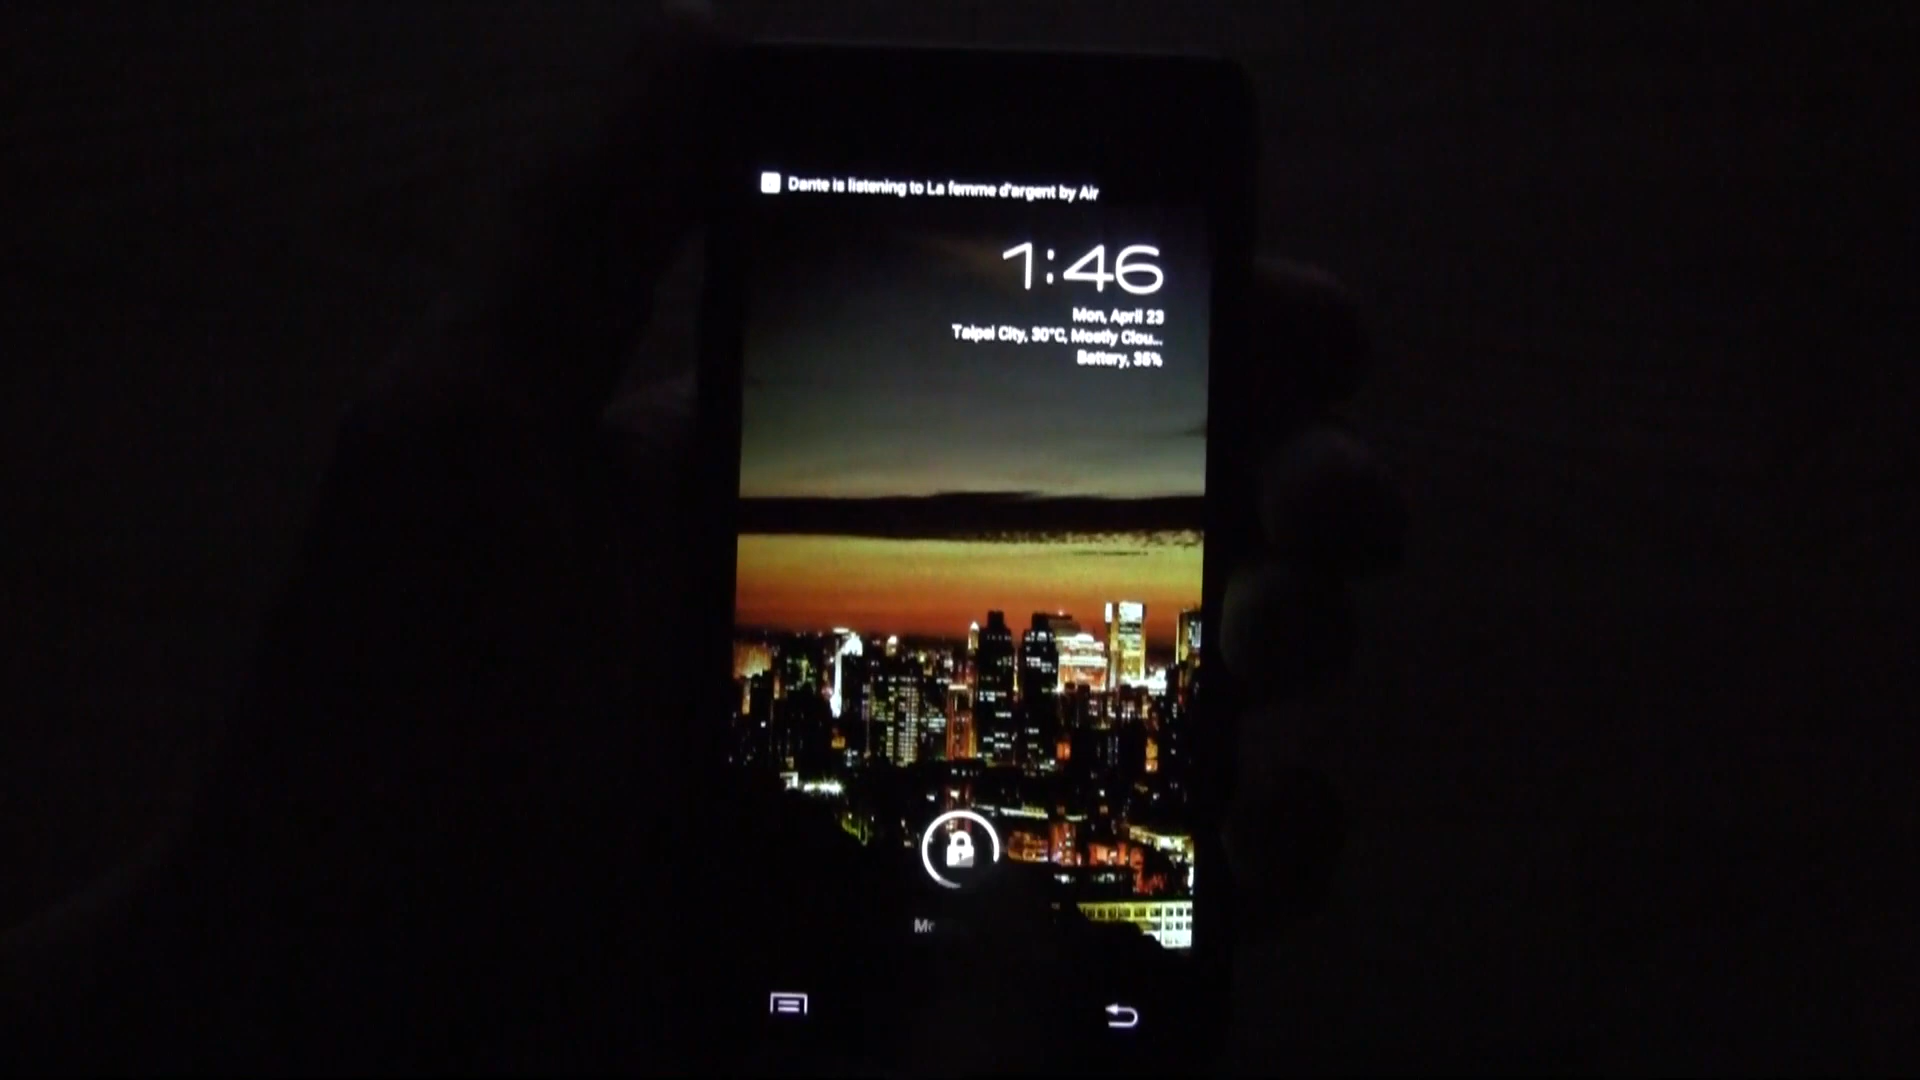 Dante is listening to La femme d'argent by Air
1:46
Mon, April 23
Taipei City, 30°C, Mostly Clou...
Battery, 35%